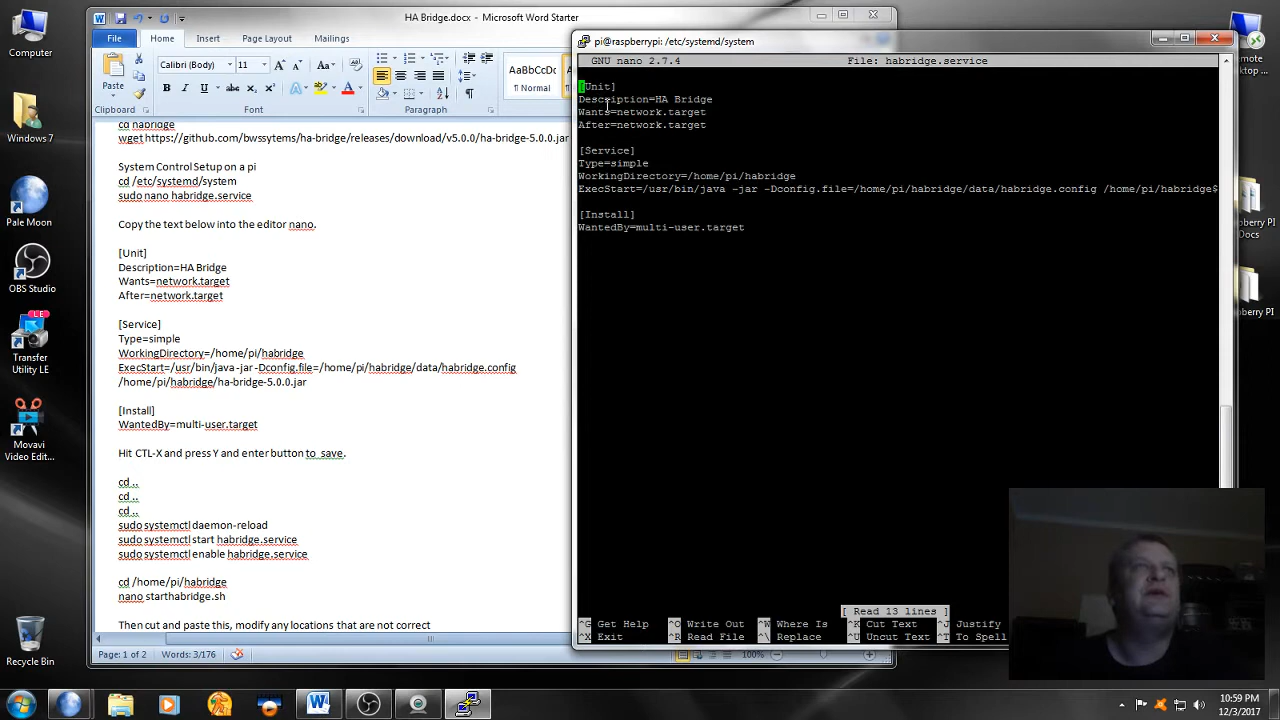 HA Bridge.docx - Microsoft Word Starter
File Home Insert Page Layout Mailings
Paste
Calibri (Body) 11
Clipboard
Font
AaBbCcDc
¶ Normal
cd habridge
wget https://github.com/bwssytems/ha-bridge/releases/download/v5.0.0/ha-bridge-5.0.0.jar
System Control Setup on a pi
cd /etc/systemd/system
sudo nano habridge.service
Copy the text below into the editor nano.
[Unit]
Description=HA Bridge
Wants=network.target
After=network.target
[Service]
Type=simple
WorkingDirectory=/home/pi/habridge
ExecStart=/usr/bin/java -jar -Dconfig.file=/home/pi/habridge/data/habridge.config
/home/pi/habridge/ha-bridge-5.0.0.jar
[Install]
WantedBy=multi-user.target
Hit CTL-X and press Y and enter button to save.
cd ..
cd ..
cd ..
sudo systemctl daemon-reload
sudo systemctl start habridge.service
sudo systemctl enable habridge.service
cd /home/pi/habridge
nano starthabridge.sh
Then cut and paste this, modify any locations that are not correct
Page: 1 of 2 Words: 3/176
100%
pi@raspberrypi: /etc/systemd/system
GNU nano 2.7.4 File: habridge.service
[Unit]
Description=HA Bridge
Wants=network.target
After=network.target
[Service]
Type=simple
WorkingDirectory=/home/pi/habridge
ExecStart=/usr/bin/java -jar -Dconfig.file=/home/pi/habridge/data/habridge.config /home/pi/habridge$
[Install]
WantedBy=multi-user.target
[ Read 13 lines ]
^G Get Help ^O Write Out ^W Where Is ^K Cut Text ^J Justify
^X Exit ^R Read File ^\ Replace ^U Uncut Text ^T To Spell
Computer
Windows 7
Pale Moon
OBS Studio
Transfer
Utility LE
Movavi
Video Edit...
Recycle Bin
10:59 PM
12/3/2017